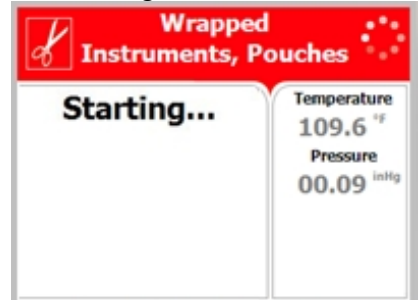 Wrapped
Instruments, Pouches
Starting...
Temperature
109.6 °F
Pressure
00.09 inHg